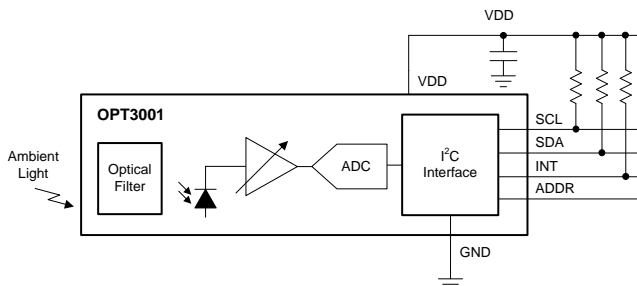 VDD
VDD
OPT3001
SCL
SDA
INT
ADDR
Ambient
Light
Optical
Filter
ADC
I²C
Interface
GND